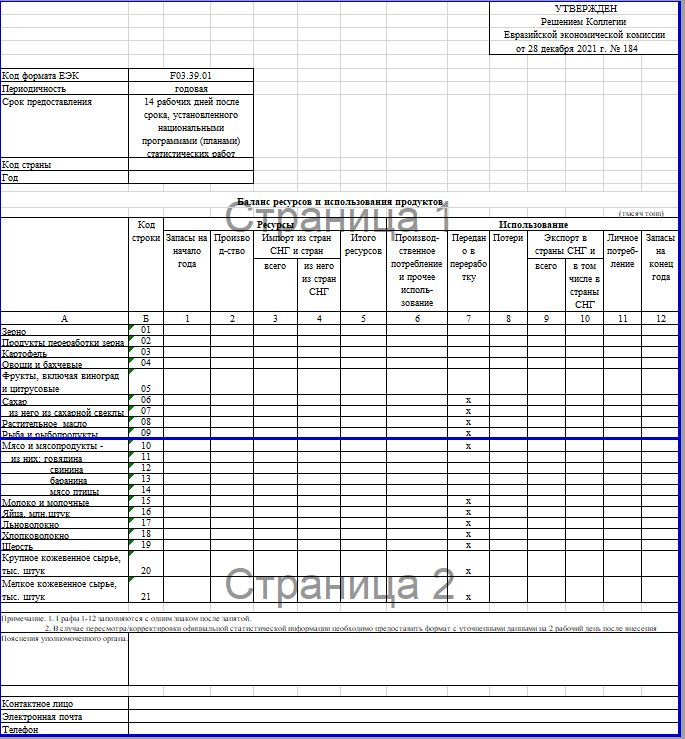 УТВЕРЖДЕН
Решением Коллегии
Евразийской экономической комиссии
от 28 декабря 2021 г. № 184
Код формата ЕЭК F03.39.01
Периодичность годовая
Срок предоставления 14 рабочих дней после
срока, установленного
национальными
программами (планами)
статистических работ
Код страны
Год
Баланс ресурсов и использования продуктов
Страница 1
(тысяч тонн)
Код
строки
Ресурсы Использование
Запасы на
начало
года
Произво
д-ство
Импорт из стран
СНГ и стран
всего
из него
из стран
СНГ
Итого
ресурсов
Производ-
ственное
потребление
и прочее
исполь-
зование
Передан
о в
перерабо
тку
Потери
Экспорт в
страны СНГ и
всего
в том
числе в
страны
СНГ
Личное
потреб-
ление
Запасы
на
конец
года
А Б 1 2 3 4 5 6 7 8 9 10 11 12
Зерно 01
Продукты переработки зерна 02
Картофель 03
Овощи и бахчевые 04
Фрукты, включая виноград
и цитрусовые 05
Сахар 06 х
из него из сахарной свеклы 07 х
Растительное масло 08 х
Рыба и рыбопродукты 09 х
Мясо и мясопродукты - 10 х
из них: говядина 11
свинина 12
баранина 13
мясо птицы 14
Молоко и молочные 15 х
Яйца, млн.штук 16 х
Льноволокно 17 х
Хлопковолокно 18 х
Шерсть 19 х
Крупное кожевенное сырье,
тыс. штук 20 х
Мелкое кожевенное сырье,
тыс. штук 21 х
Страница 2
Примечание. 1. Графы 1-12 заполняются с одним знаком после запятой.
2. В случае пересмотра/корректировки официальной статистической информации необходимо предоставить формат с уточненными данными на 2 рабочий день после внесения
Пояснения уполномоченного органа.
Контактное лицо
Электронная почта
Телефон